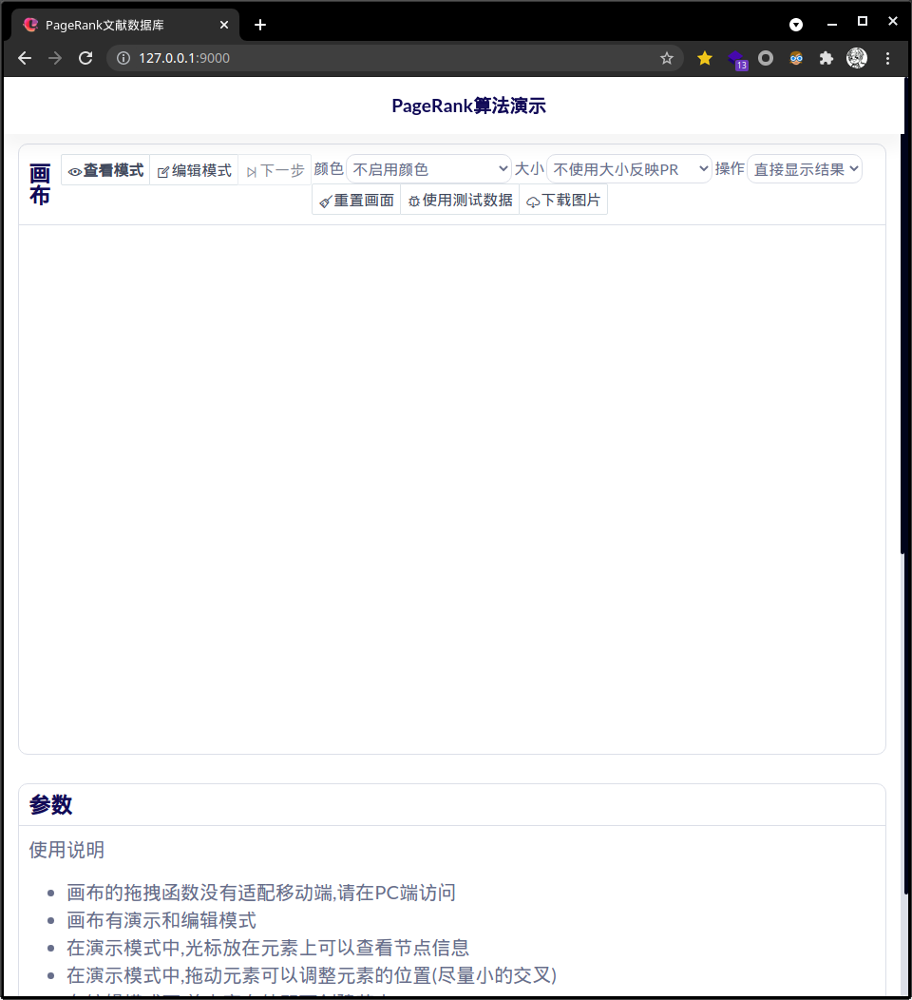 PageRank文献数据库
127.0.0.1:9000
13
PageRank算法演示
画布
查看模式 编辑模式 下一步 颜色 不启用颜色 大小 不使用大小反映PR 操作 直接显示结果
重置画面 使用测试数据 下载图片
参数
使用说明
画布的拖拽函数没有适配移动端,请在PC端访问
画布有演示和编辑模式
在演示模式中,光标放在元素上可以查看节点信息
在演示模式中,拖动元素可以调整元素的位置(尽量小的交叉)